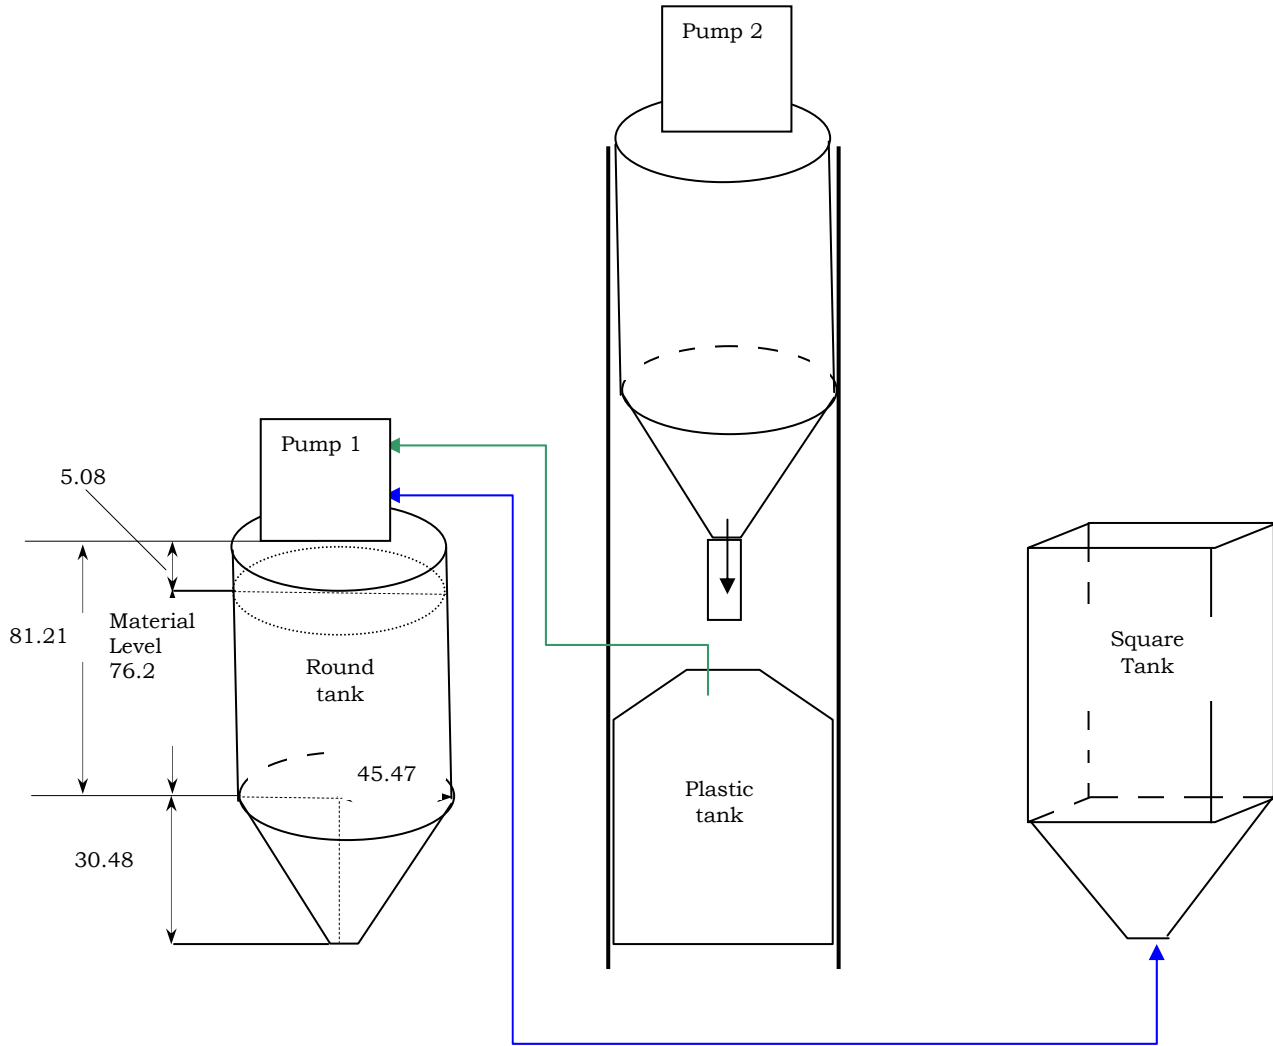 Pump 2
Pump 1
5.08
81.21
Material
Level
76.2
Round
tank
Square
Tank
45.47
Plastic
tank
30.48